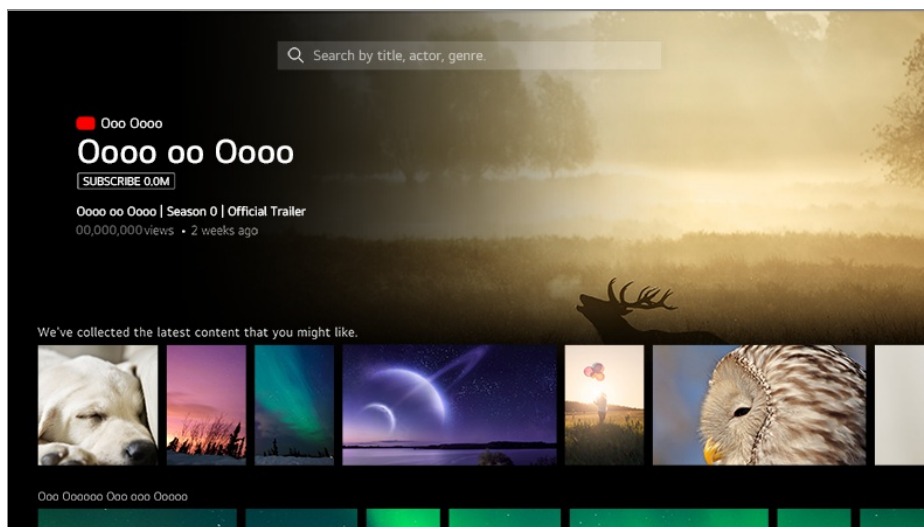 Search by title, actor, genre.
Ooo Oooo
Oooo oo Oooo
SUBSCRIBE 0.0M
Oooo oo Oooo | Season 0 | Official Trailer
00,000,000 views • 2 weeks ago
We've collected the latest content that you might like.
Ooo Oooooo Ooo ooo Ooooo